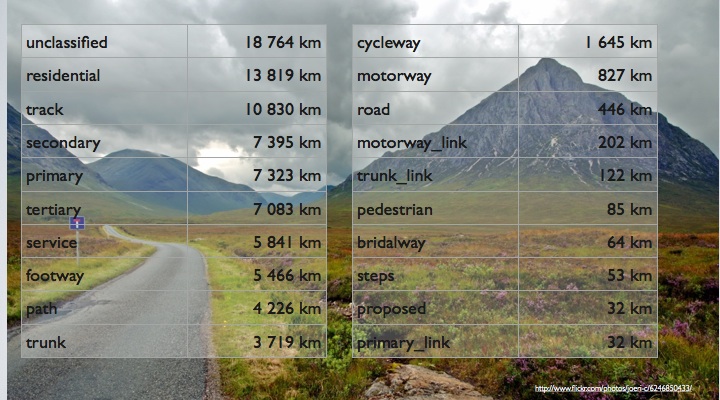 unclassified 18 764 km
residential 13 819 km
track 10 830 km
secondary 7 395 km
primary 7 323 km
tertiary 7 083 km
service 5 841 km
footway 5 466 km
path 4 226 km
trunk 3 719 km
cycleway 1 645 km
motorway 827 km
road 446 km
motorway_link 202 km
trunk_link 122 km
pedestrian 85 km
bridalway 64 km
steps 53 km
proposed 32 km
primary_link 32 km
http://www.flickr.com/photos/joen-c/6246850433/